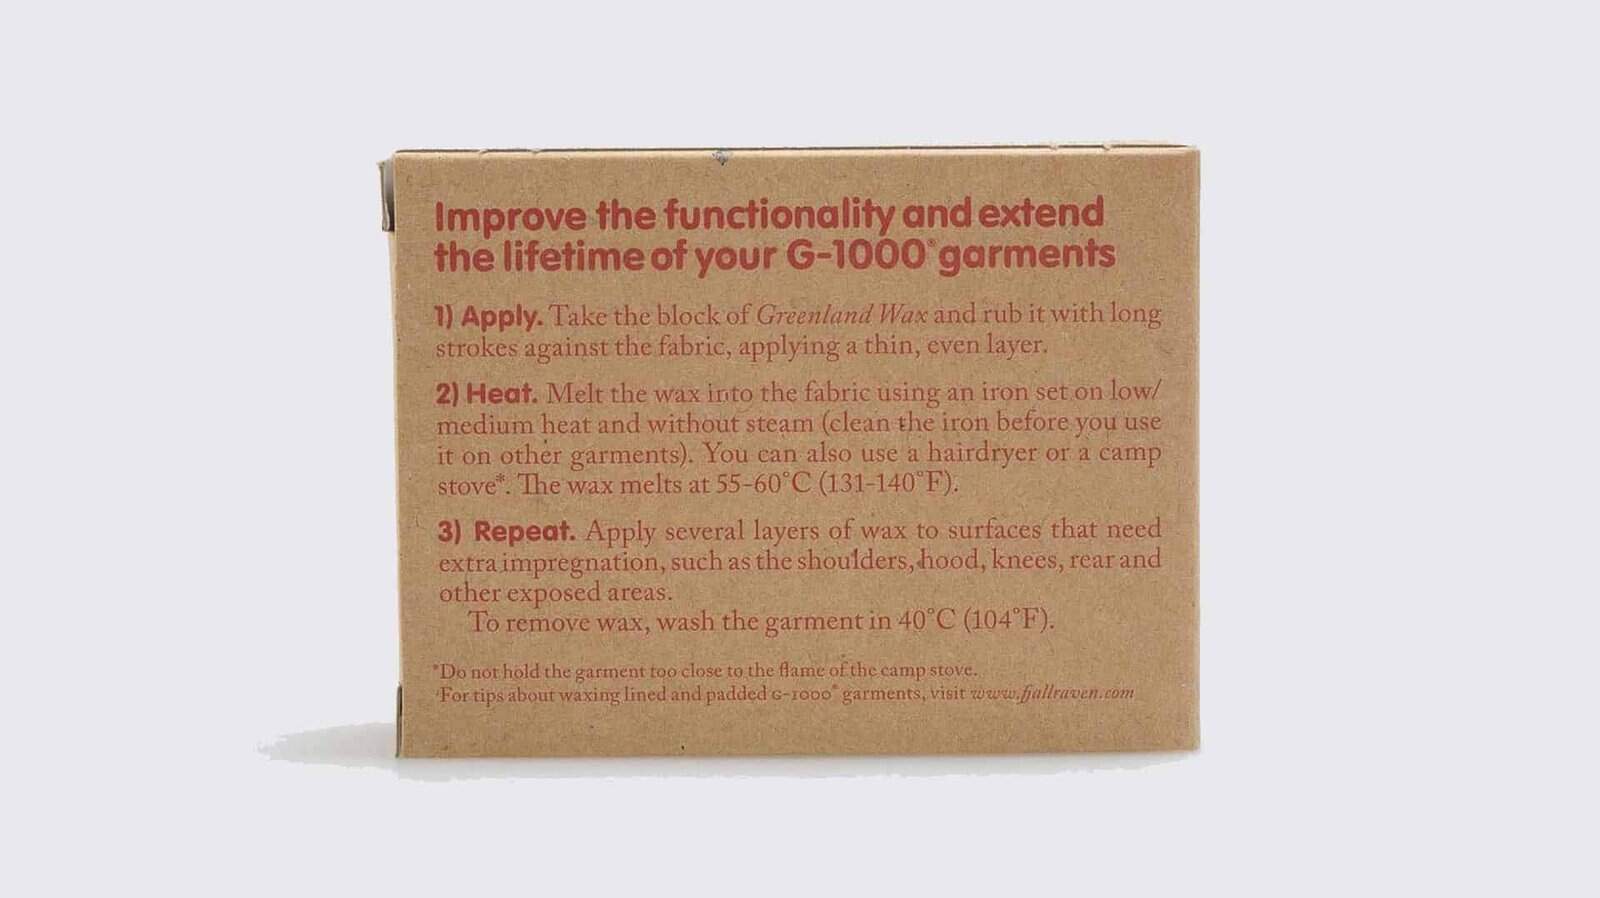 Improve the functionality and extend
the lifetime of your G-1000® garments
1) Apply. Take the block of Greenland Wax and rub it with long
strokes against the fabric, applying a thin, even layer.
2) Heat. Melt the wax into the fabric using an iron set on low/
medium heat and without steam (clean the iron before you use
it on other garments). You can also use a hairdryer or a camp
stove*. The wax melts at 55-60°C (131-140°F).
3) Repeat. Apply several layers of wax to surfaces that need
extra impregnation, such as the shoulders, hood, knees, rear and
other exposed areas.
To remove wax, wash the garment in 40°C (104°F).
*Do not hold the garment too close to the flame of the camp stove.
For tips about waxing lined and padded G-1000® garments, visit www.fjallraven.com